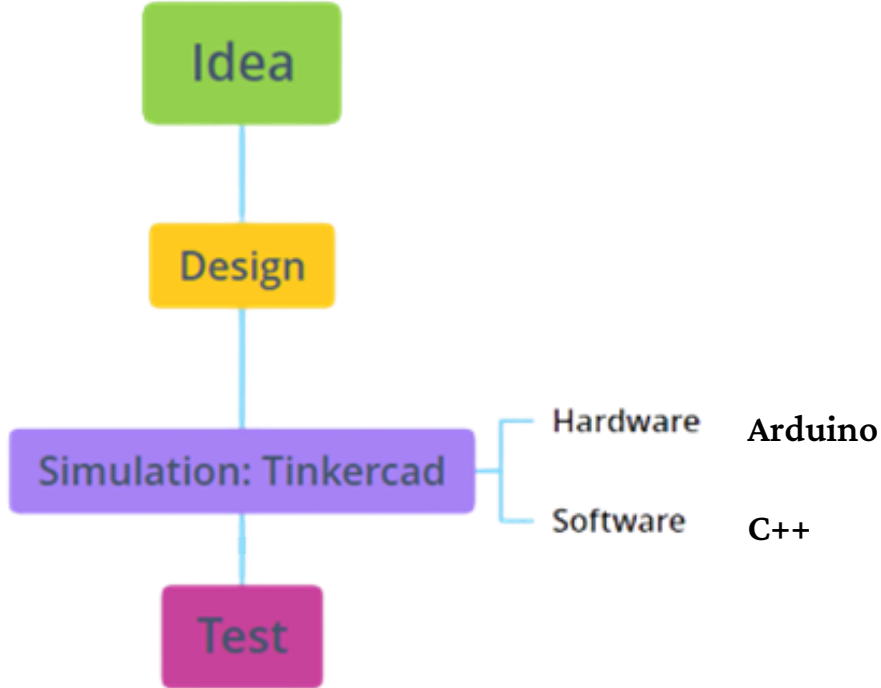 Idea
Design
Simulation: Tinkercad
Hardware Arduino
Software C++
Test